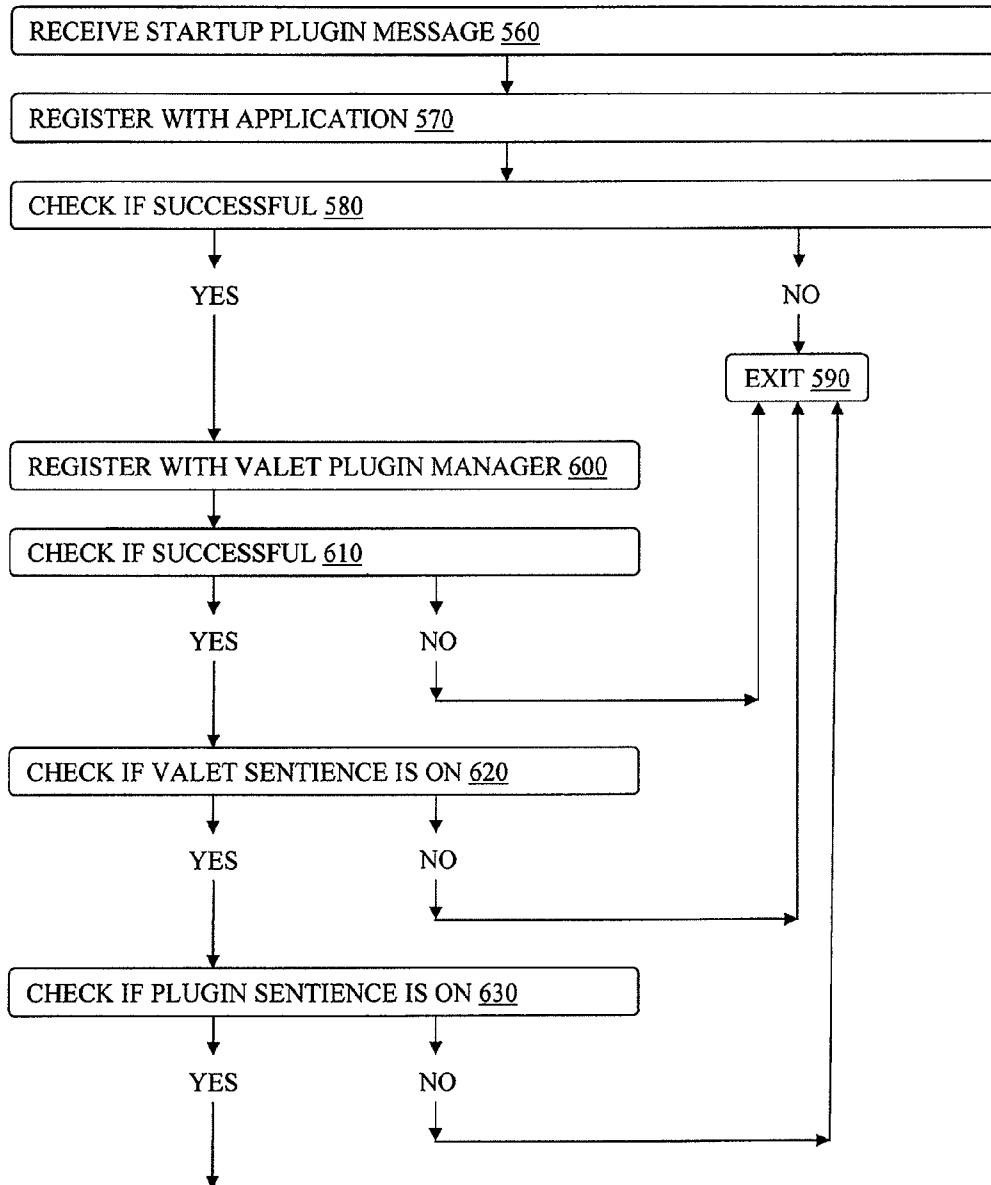 RECEIVE STARTUP PLUGIN MESSAGE 560
REGISTER WITH APPLICATION 570
CHECK IF SUCCESSFUL 580
YES NO
EXIT 590
REGISTER WITH VALET PLUGIN MANAGER 600
CHECK IF SUCCESSFUL 610
YES NO
CHECK IF VALET SENTIENCE IS ON 620
YES NO
CHECK IF PLUGIN SENTIENCE IS ON 630
YES NO